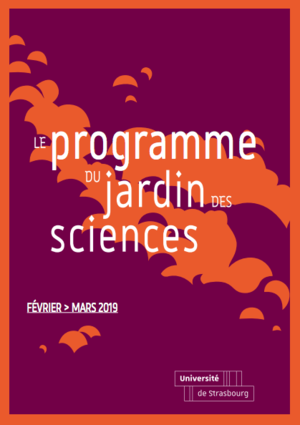 LE programme
DU jardin DES
sciences
FÉVRIER > MARS 2019
Université
de Strasbourg